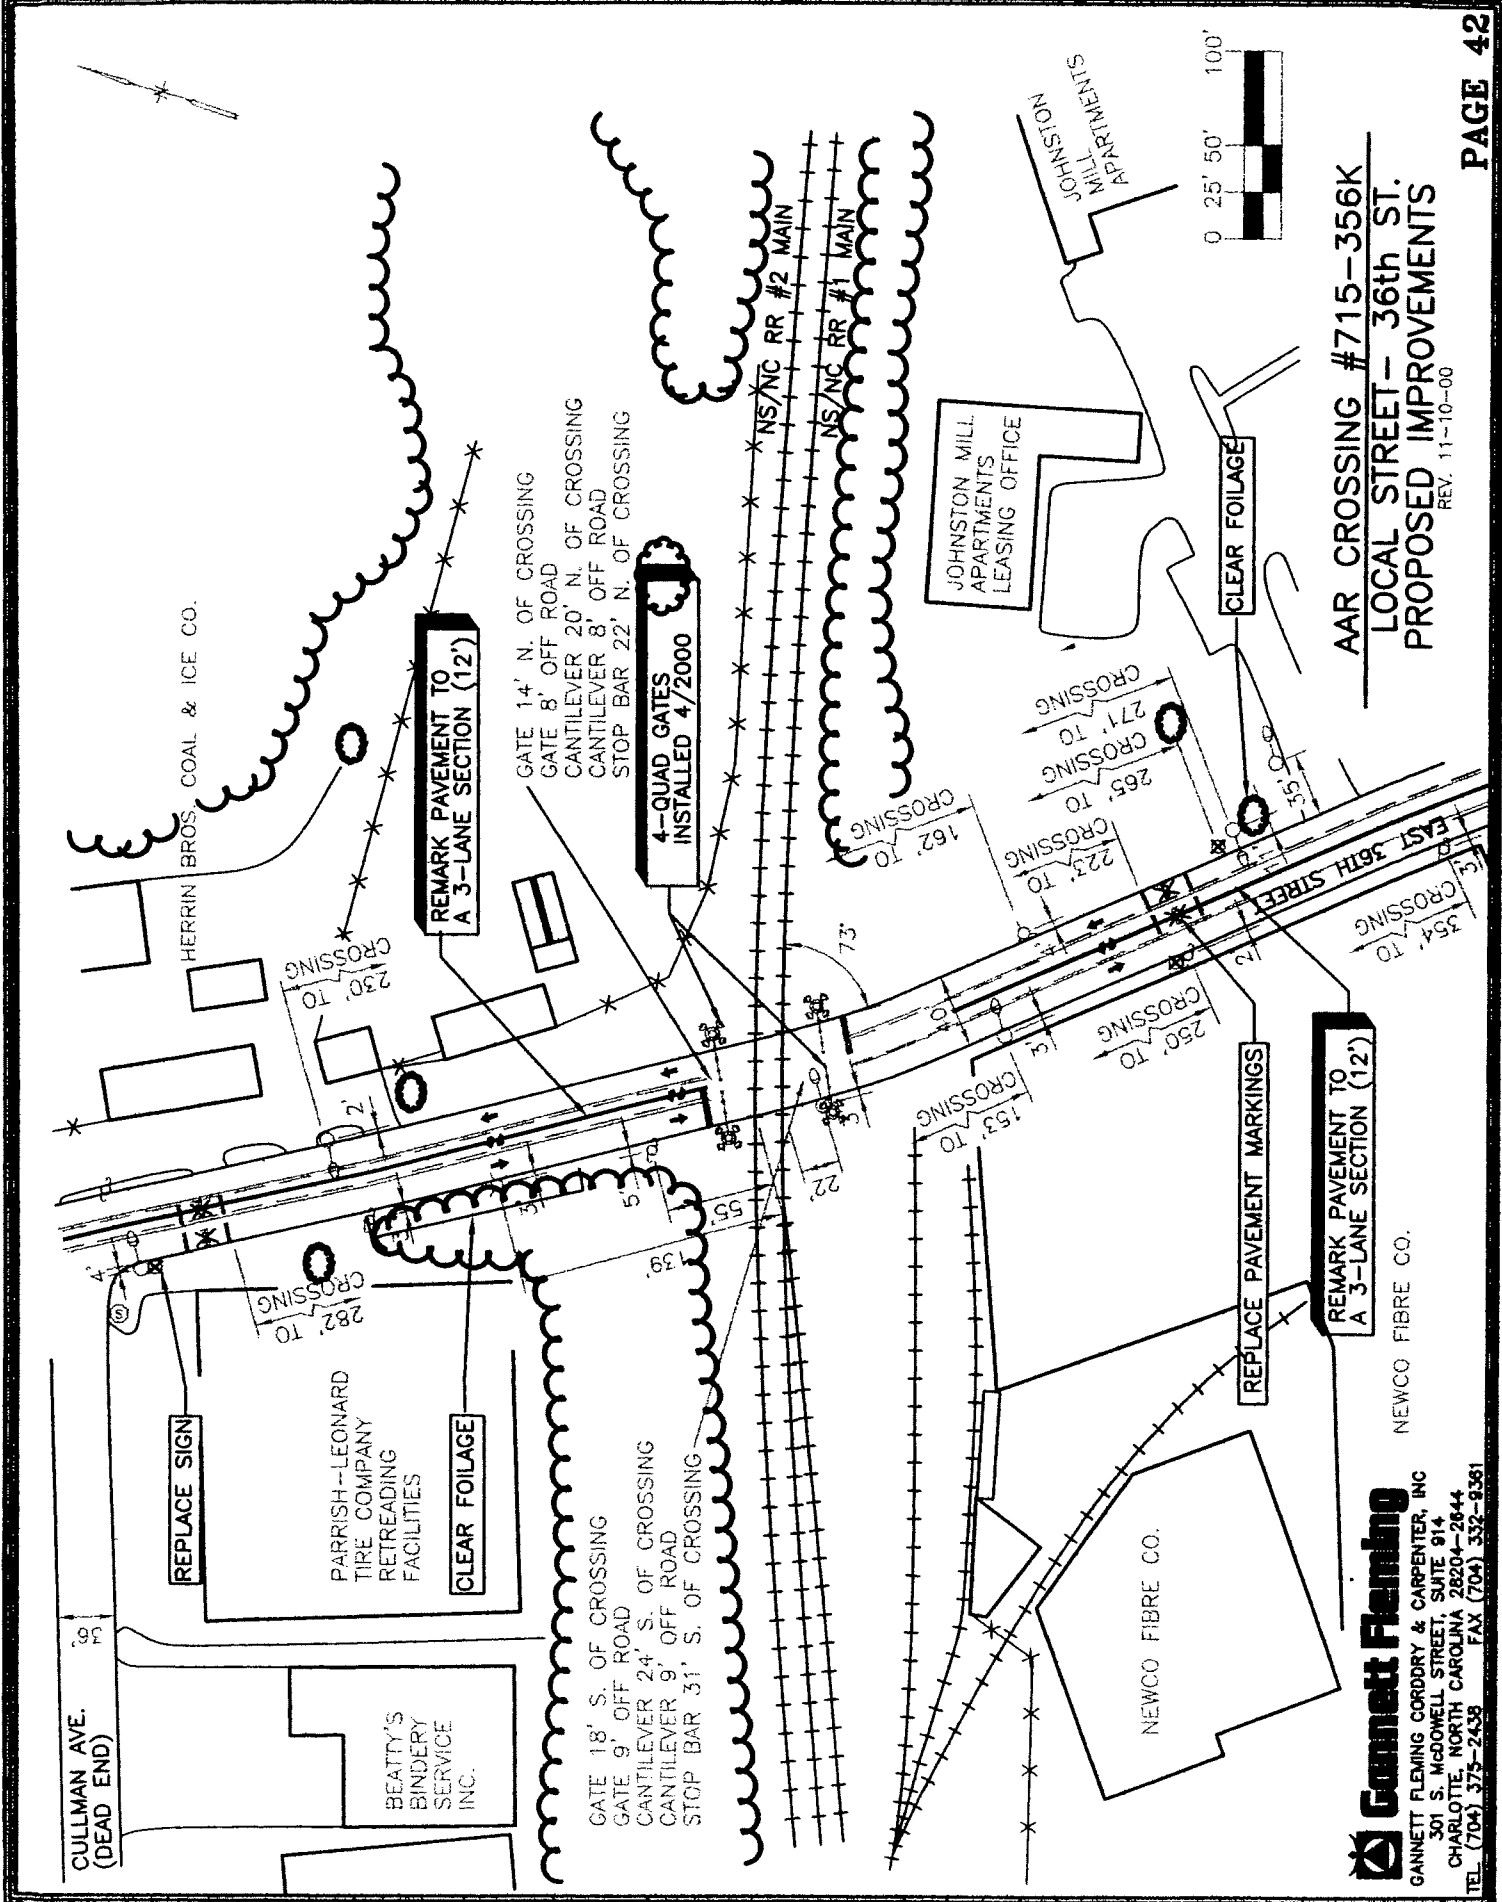 CULLMAN AVE.
(DEAD END)
36'
REPLACE SIGN
4'
S
HERRIN BROS. COAL & ICE CO.
230' TO
CROSSING
2'
282' TO
CROSSING
PARRISH-LEONARD
TIRE COMPANY
RETREADING
FACILITIES
CLEAR FOILAGE
BEATTY'S
BINDERY
SERVICE
INC.
REMARK PAVEMENT TO
A 3-LANE SECTION (12')
GATE 14' N. OF CROSSING
GATE 8' OFF ROAD
CANTILEVER 20' N. OF CROSSING
CANTILEVER 8' OFF ROAD
STOP BAR 22' N. OF CROSSING
4-QUAD GATES
INSTALLED 4/2000
5'
55'
139'
22'
GATE 18' S. OF CROSSING
GATE 9' OFF ROAD
CANTILEVER 24' S. OF CROSSING
CANTILEVER 9' OFF ROAD
STOP BAR 31' S. OF CROSSING
NS/NC RR #2 MAIN
NS/NC RR #1 MAIN
73°
40'
162' TO
CROSSING
223' TO
CROSSING
265' TO
CROSSING
271' TO
CROSSING
153' TO
CROSSING
3'
250' TO
CROSSING
2'
354' TO
CROSSING
35'
EAST 36TH STREET
JOHNSTON MILL
APARTMENTS
LEASING OFFICE
JOHNSTON
MILL
APARTMENTS
CLEAR FOILAGE
REPLACE PAVEMENT MARKINGS
REMARK PAVEMENT TO
A 3-LANE SECTION (12')
NEWCO FIBRE CO.
NEWCO FIBRE CO.
0 25' 50' 100'
AAR CROSSING #715-356K
LOCAL STREET- 36th ST.
PROPOSED IMPROVEMENTS
REV. 11-10-00
Gannett Fleming
GANNETT FLEMING CORDDRY & CARPENTER, INC
301 S. McDOWELL STREET, SUITE 914
CHARLOTTE, NORTH CAROLINA 28204-2644
TEL (704) 375-2438 FAX (704) 332-9361
PAGE 42